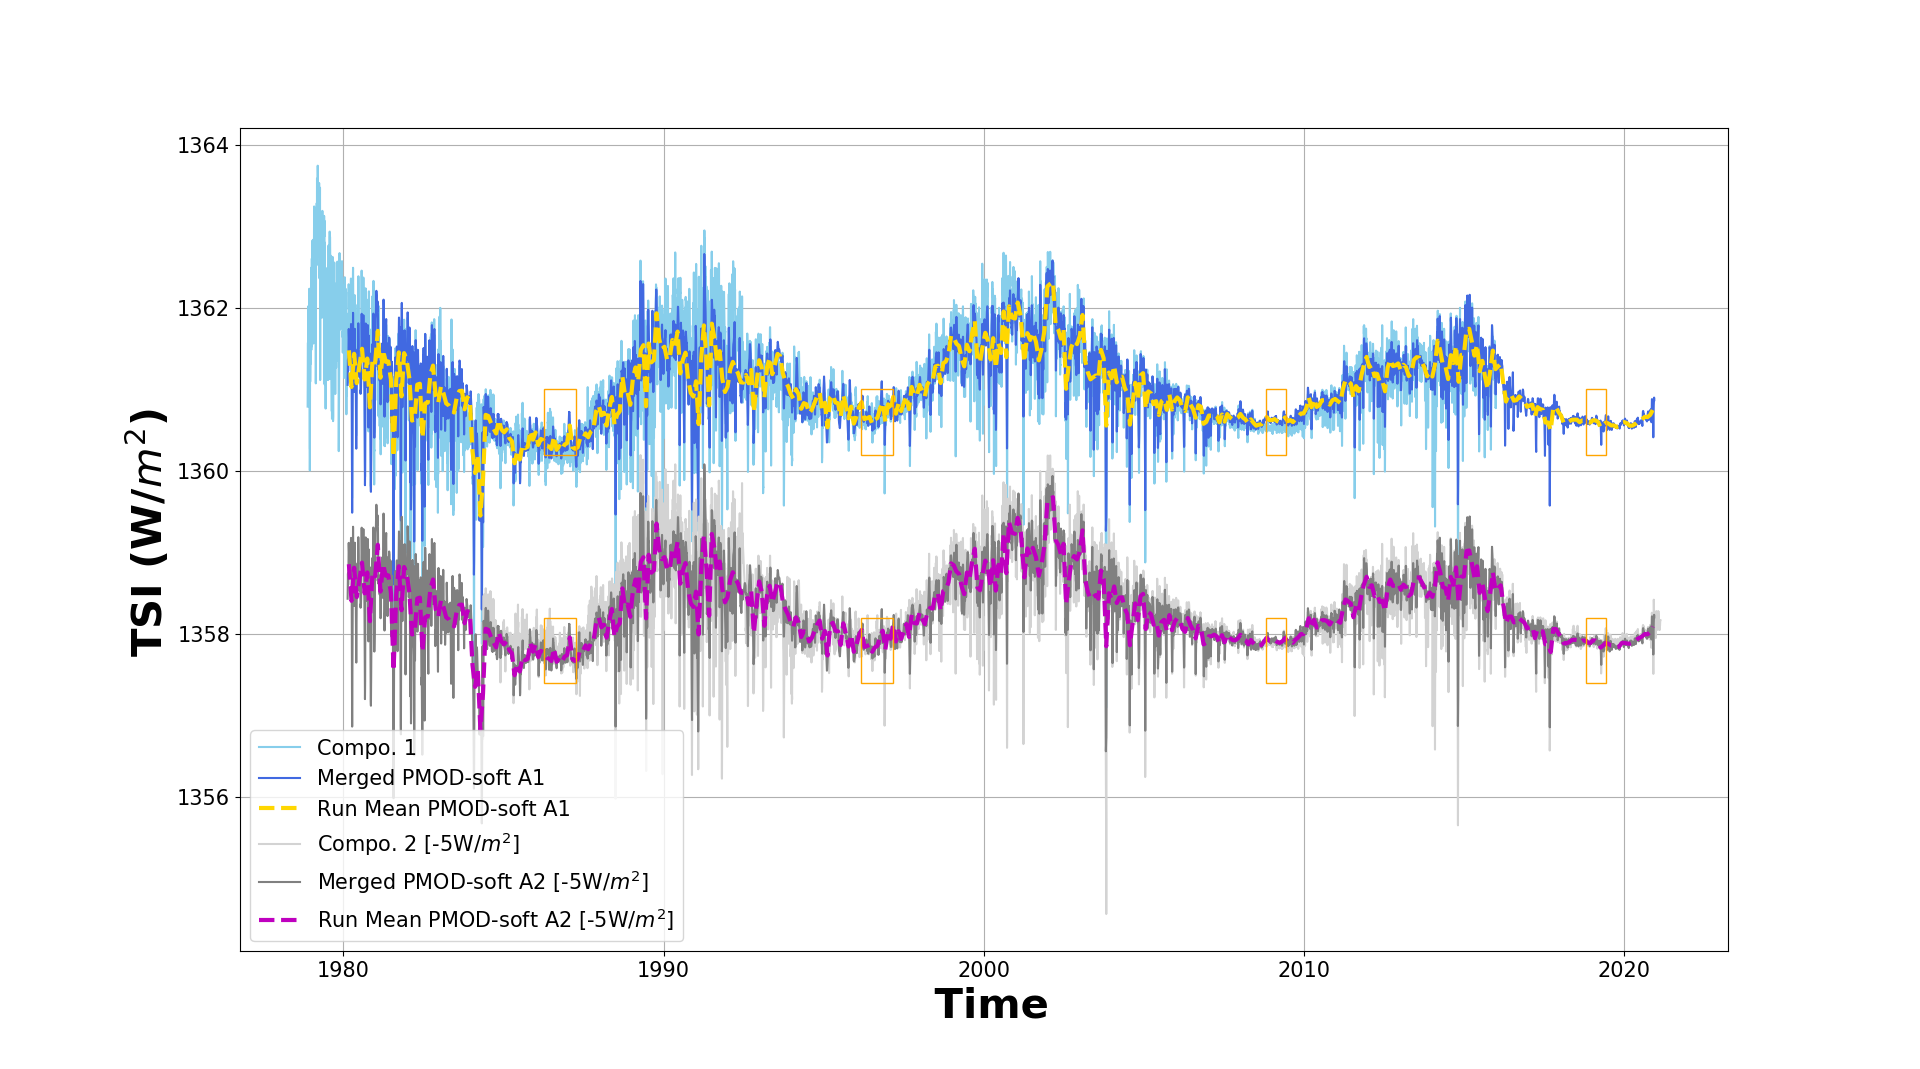 1364
1362
1360
1358
1356
TSI (W/m²)
Compo. 1
Merged PMOD-soft A1
Run Mean PMOD-soft A1
Compo. 2 [-5W/m²]
Merged PMOD-soft A2 [-5W/m²]
Run Mean PMOD-soft A2 [-5W/m²]
1980 1990 2000 2010 2020
Time